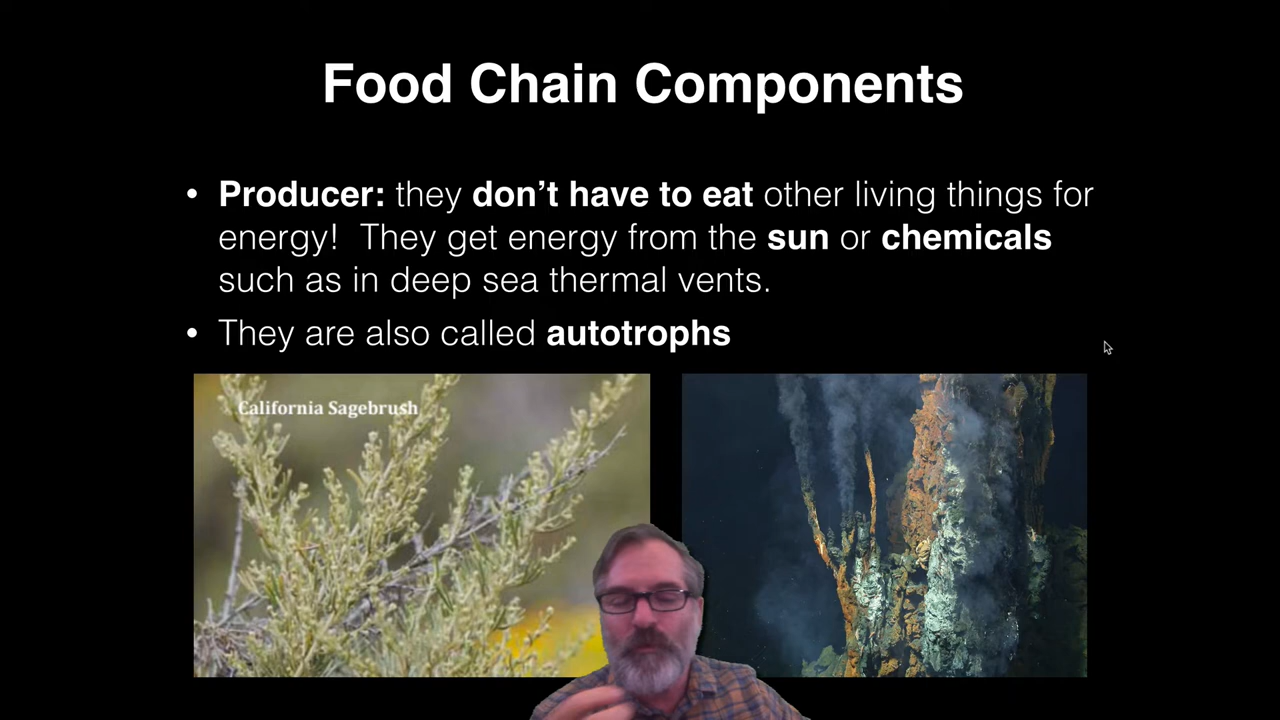 Food Chain Components
• Producer: they don’t have to eat other living things for
energy!  They get energy from the sun or chemicals
such as in deep sea thermal vents.
• They are also called autotrophs
California Sagebrush